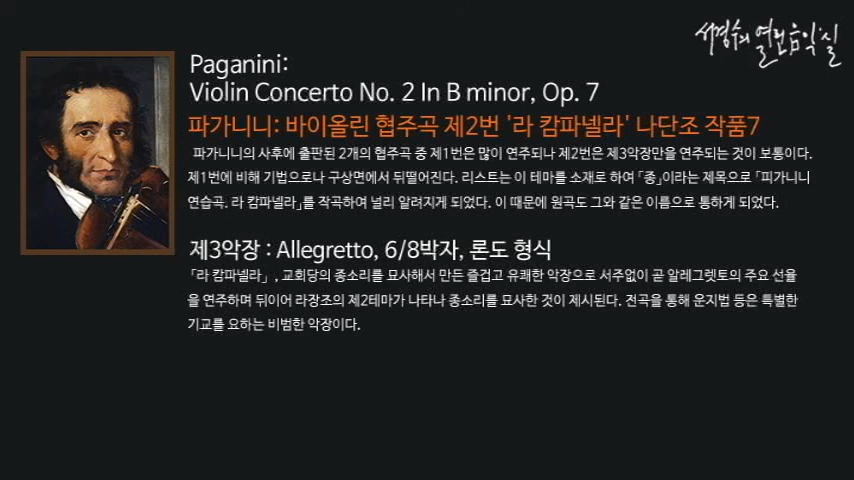 서경수의 열린음악실
Paganini:
Violin Concerto No. 2 In B minor, Op. 7
파가니니: 바이올린 협주곡 제2번 '라 캄파넬라' 나단조 작품7
파가니니의 사후에 출판된 2개의 협주곡 중 제1번은 많이 연주되나 제2번은 제3악장만을 연주되는 것이 보통이다.
제1번에 비해 기법으로나 구상면에서 뒤떨어진다. 리스트는 이 테마를 소재로 하여 「종」이라는 제목으로 「피가니니
연습곡. 라 캄파넬라」를 작곡하여 널리 알려지게 되었다. 이 때문에 원곡도 그와 같은 이름으로 통하게 되었다.
제3악장 : Allegretto, 6/8박자, 론도 형식
「라 캄파넬라」, 교회당의 종소리를 묘사해서 만든 즐겁고 유쾌한 악장으로 서주없이 곧 알레그렛토의 주요 선율
을 연주하며 뒤이어 라장조의 제2테마가 나타나 종소리를 묘사한 것이 제시된다. 전곡을 통해 운지법 등은 특별한
기교를 요하는 비범한 악장이다.